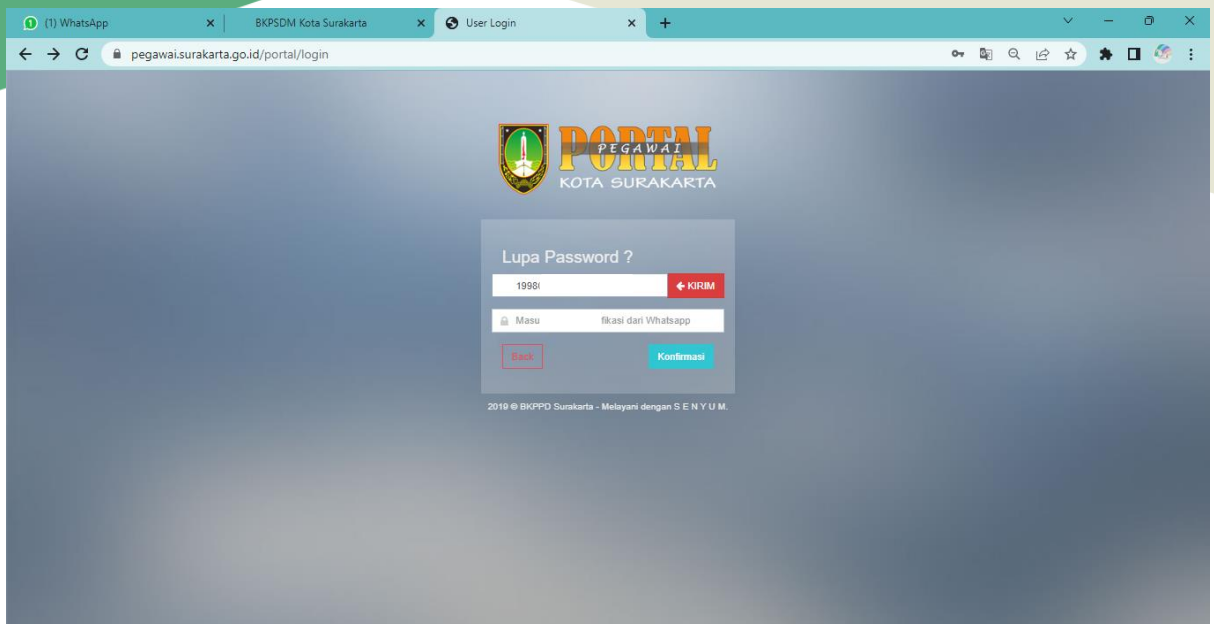 (1) WhatsApp
BKPSDM Kota Surakarta
User Login
pegawai.surakarta.go.id/portal/login
PORTAL
PEGAWAI
KOTA SURAKARTA
Lupa Password ?
1998
KIRIM
Masu fikasi dari Whatsapp
Back
Konfirmasi
2019 © BKPPD Surakarta - Melayani dengan S E N Y U M.